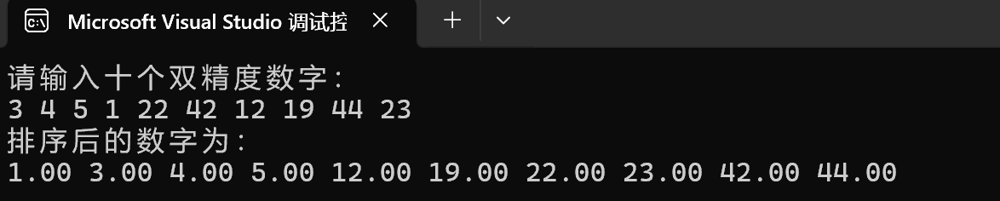 Microsoft Visual Studio 调试控
请输入十个双精度数字：
3 4 5 1 22 42 12 19 44 23
排序后的数字为：
1.00 3.00 4.00 5.00 12.00 19.00 22.00 23.00 42.00 44.00